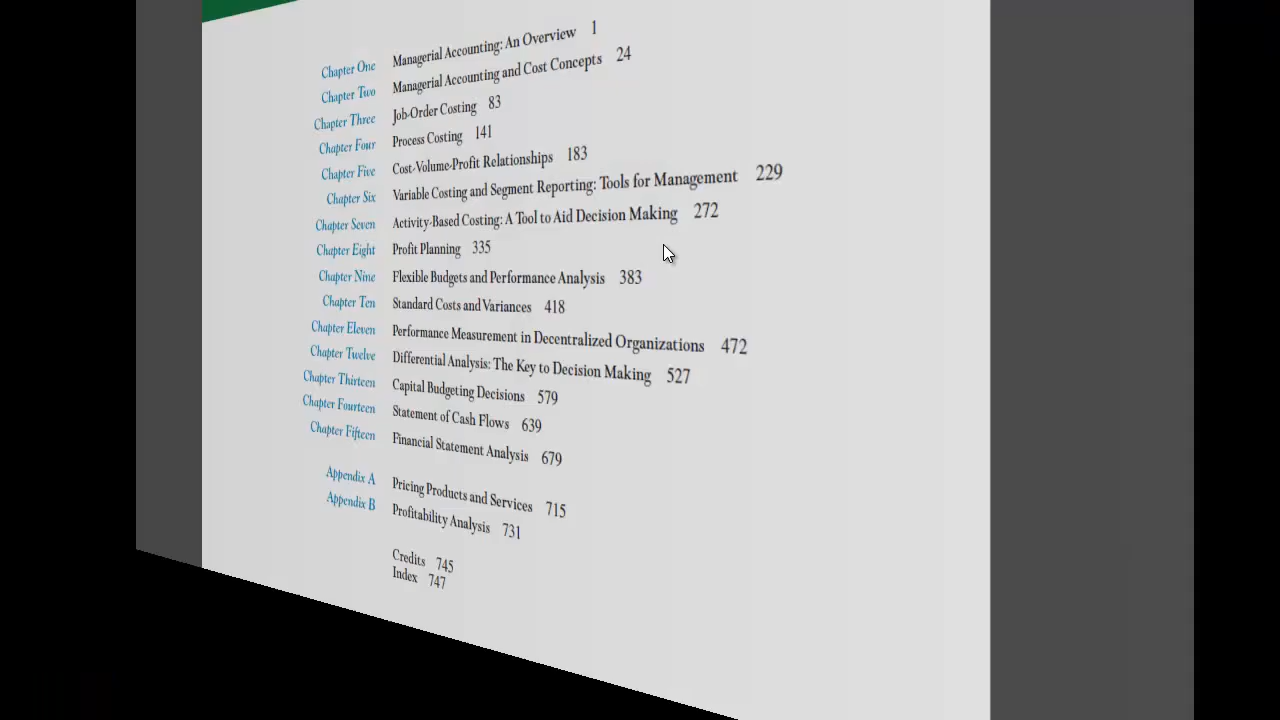 Chapter One Managerial Accounting: An Overview 1
Chapter Two Managerial Accounting and Cost Concepts 24
Chapter Three Job-Order Costing 83
Chapter Four Process Costing 141
Chapter Five Cost-Volume-Profit Relationships 183
Chapter Six Variable Costing and Segment Reporting: Tools for Management 229
Chapter Seven Activity-Based Costing: A Tool to Aid Decision Making 272
Chapter Eight Profit Planning 335
Chapter Nine Flexible Budgets and Performance Analysis 383
Chapter Ten Standard Costs and Variances 418
Chapter Eleven Performance Measurement in Decentralized Organizations 472
Chapter Twelve Differential Analysis: The Key to Decision Making 527
Chapter Thirteen Capital Budgeting Decisions 579
Chapter Fourteen Statement of Cash Flows 639
Chapter Fifteen Financial Statement Analysis 679
Appendix A Pricing Products and Services 715
Appendix B Profitability Analysis 731
Credits 745
Index 747